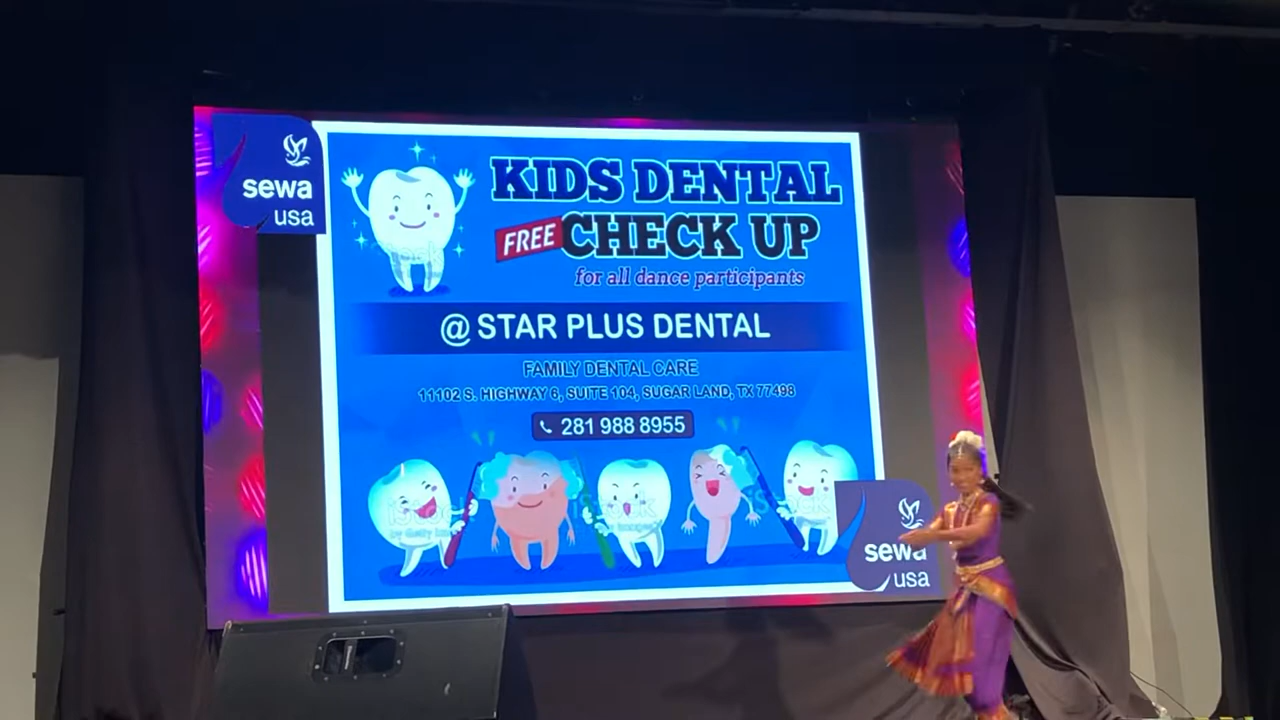 sewa
usa
KIDS DENTAL
FREE CHECK UP
for all dance participants
@ STAR PLUS DENTAL
FAMILY DENTAL CARE
11102 S. HIGHWAY 6, SUITE 104, SUGAR LAND, TX 77498
281 988 8955
sewa
usa